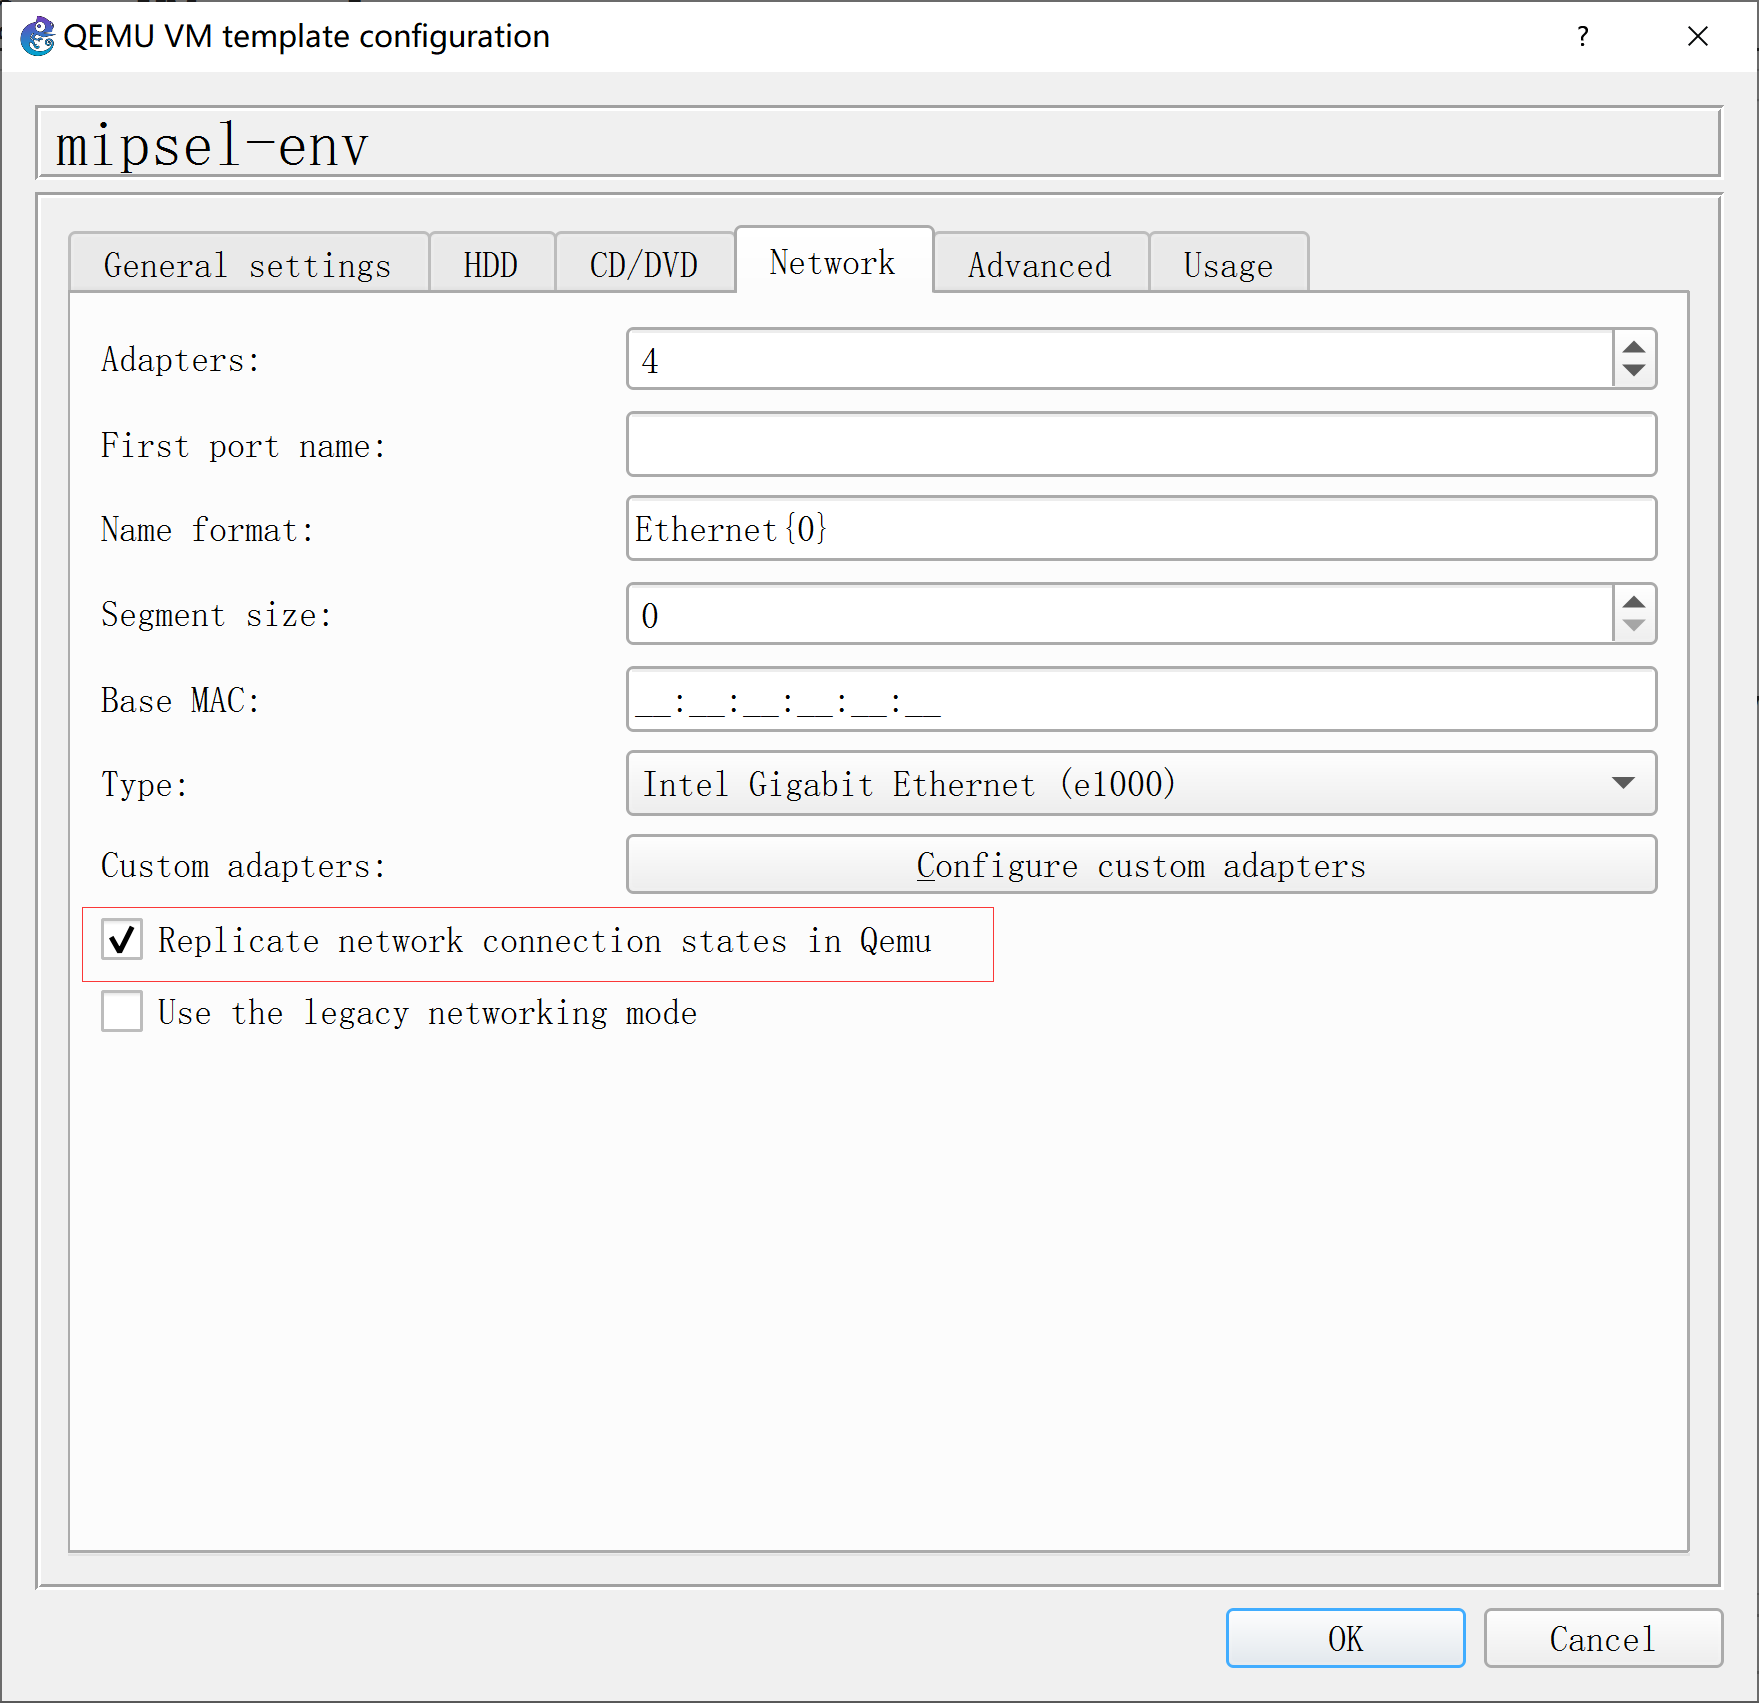 QEMU VM template configuration
?
mipsel-env
General settings HDD CD/DVD Network Advanced Usage
Adapters: 4
First port name:
Name format: Ethernet{0}
Segment size: 0
Base MAC: __:__:__:__:__:__
Type: Intel Gigabit Ethernet (e1000)
Custom adapters: Configure custom adapters
Replicate network connection states in Qemu
Use the legacy networking mode
OK Cancel